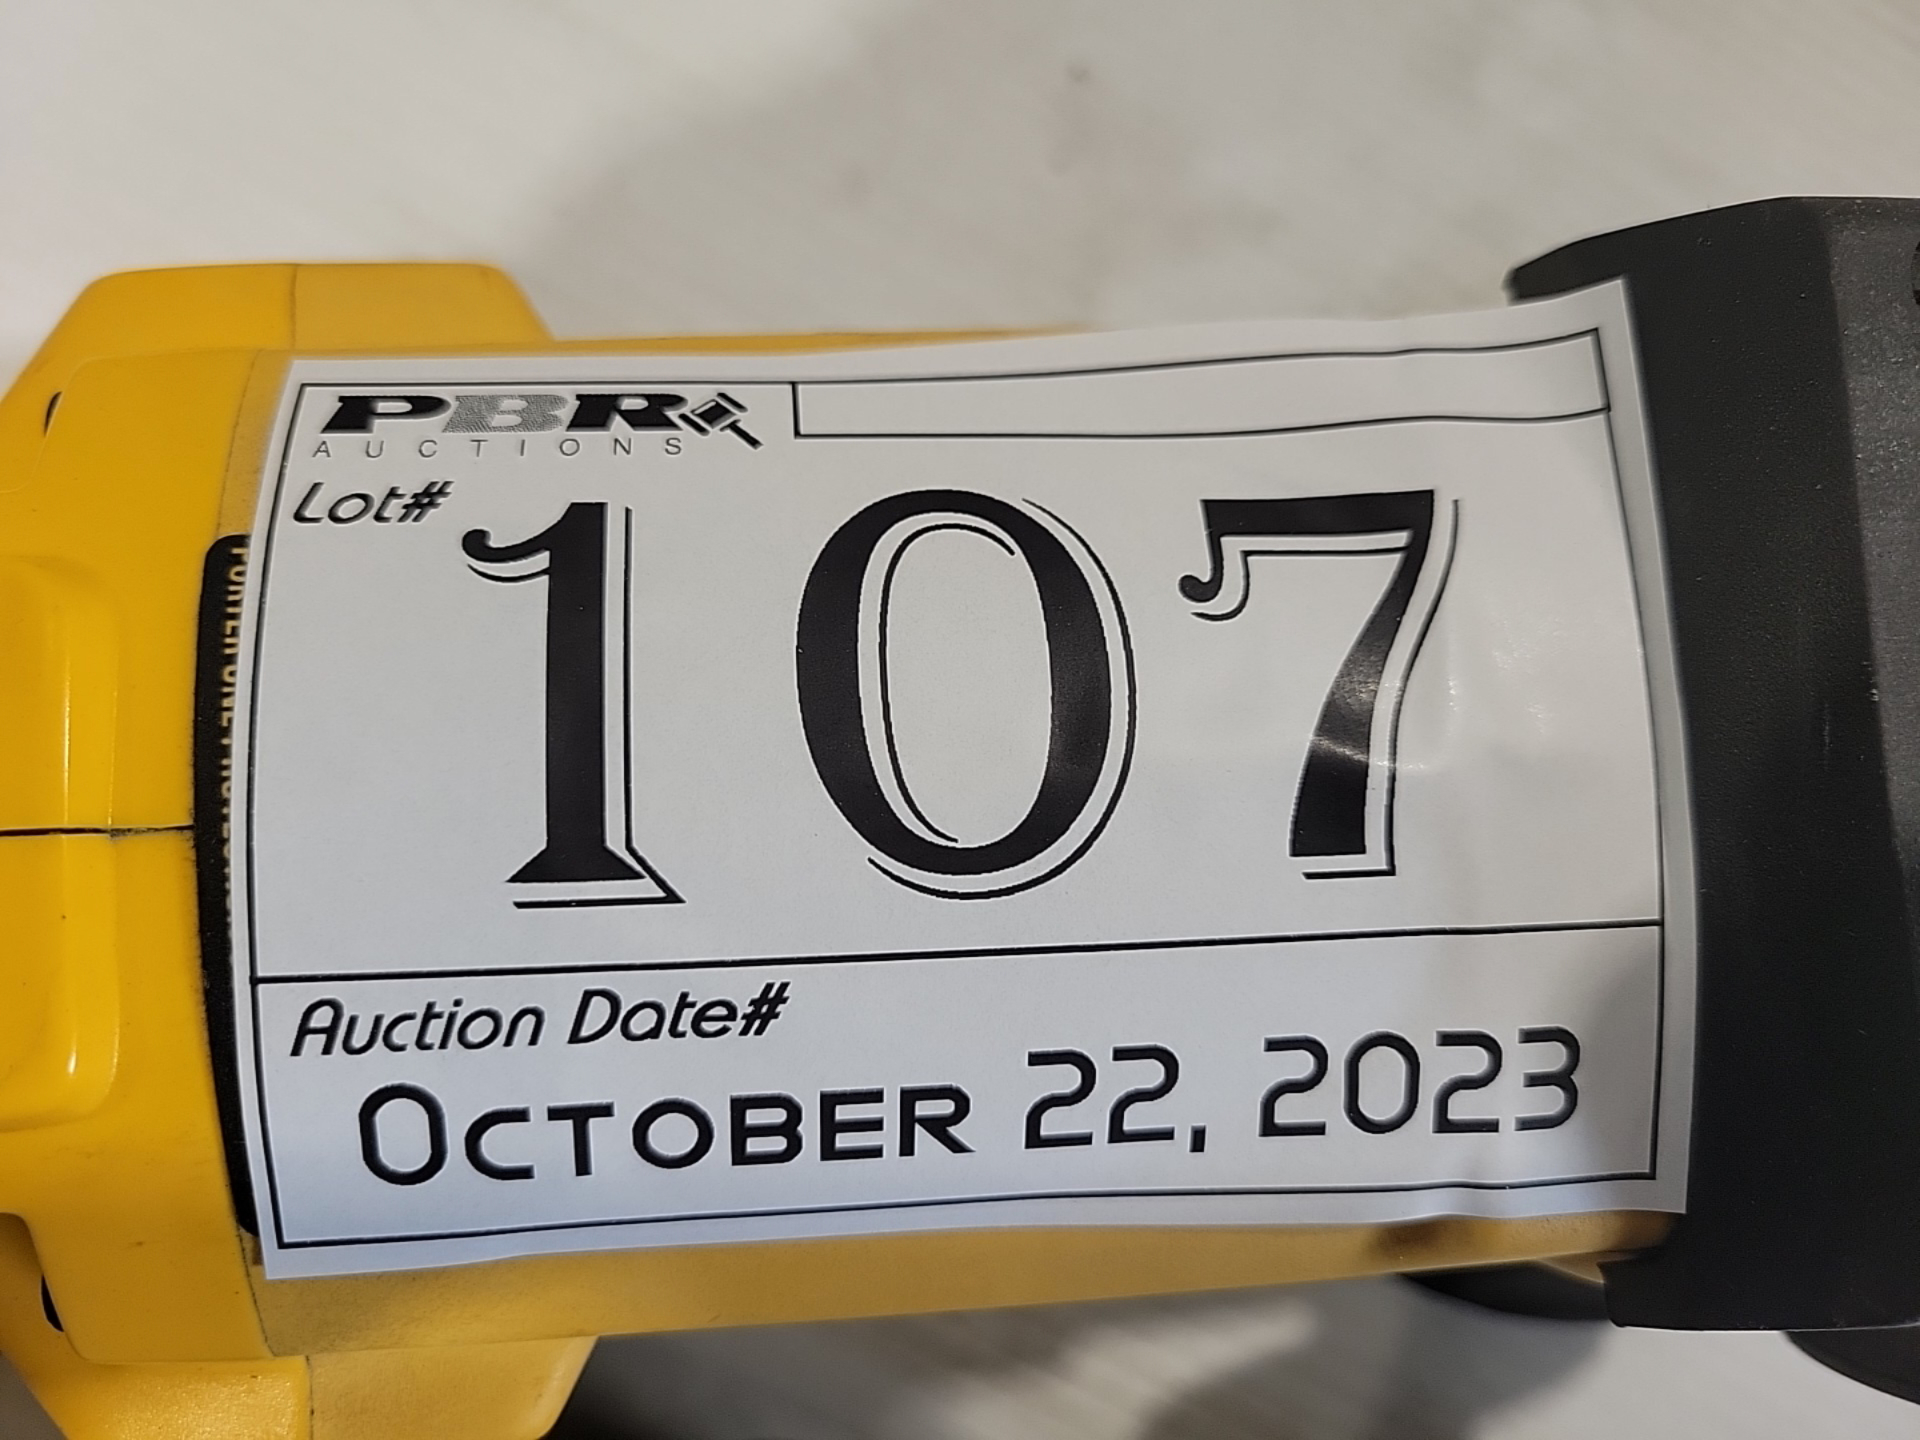 PBR
AUCTIONS
Lot#
107
Auction Date#
OCTOBER 22, 2023